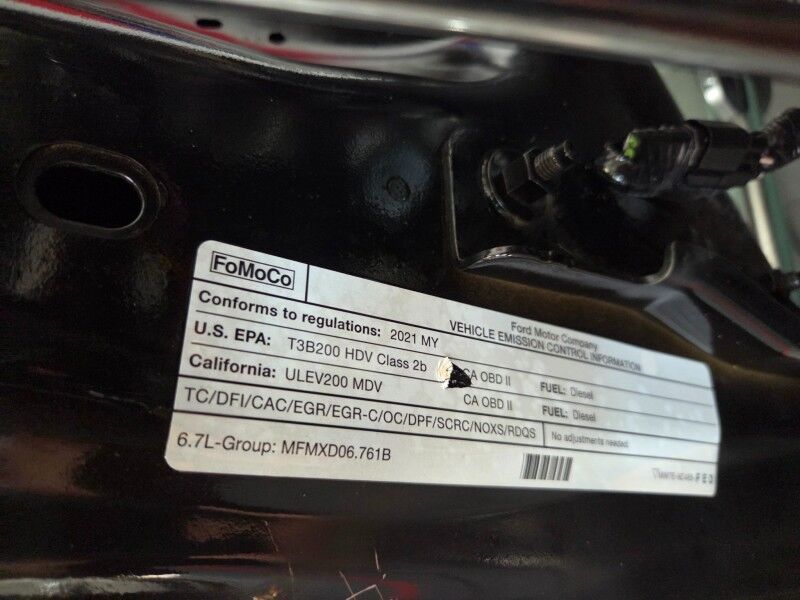 FoMoCo
Ford Motor Company
VEHICLE EMISSION CONTROL INFORMATION
Conforms to regulations: 2021 MY
U.S. EPA: T3B200 HDV Class 2b CA OBD II FUEL: Diesel
California: ULEV200 MDV CA OBD II FUEL: Diesel
TC/DFI/CAC/EGR/EGR-C/OC/DPF/SCRC/NOXS/RDQS No adjustments needed.
6.7L-Group: MFMXD06.761B
FED